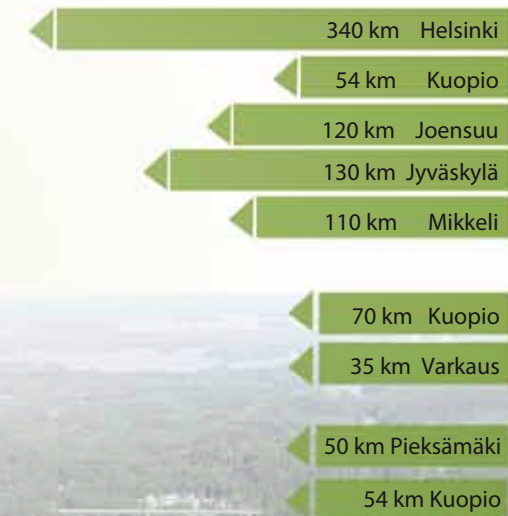 340 km Helsinki
54 km Kuopio
120 km Joensuu
130 km Jyväskylä
110 km Mikkeli
70 km Kuopio
35 km Varkaus
50 km Pieksämäki
54 km Kuopio